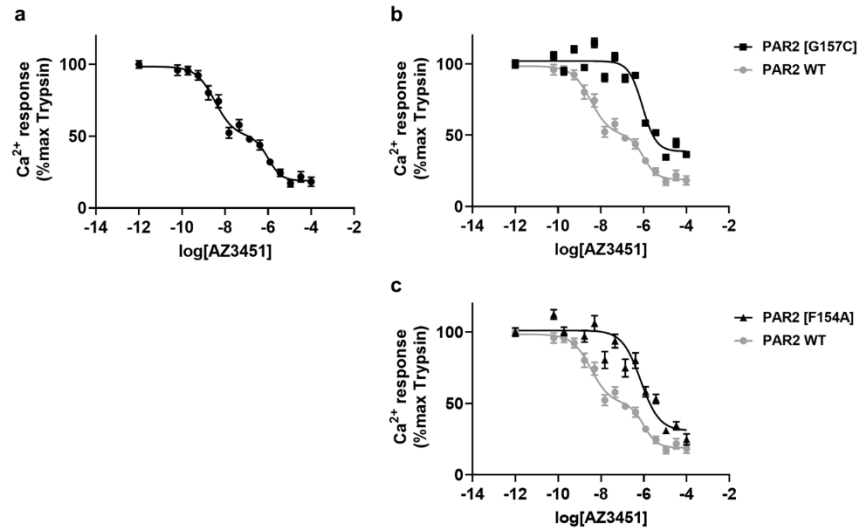 a
Ca2+ response
(%max Trypsin)
100
50
0
-14 -12 -10 -8 -6 -4 -2
log[AZ3451]
b
Ca2+ response
(%max Trypsin)
100
50
0
-14 -12 -10 -8 -6 -4 -2
log[AZ3451]
PAR2 [G157C]
PAR2 WT
c
Ca2+ response
(%max Trypsin)
100
50
0
-14 -12 -10 -8 -6 -4 -2
log[AZ3451]
PAR2 [F154A]
PAR2 WT